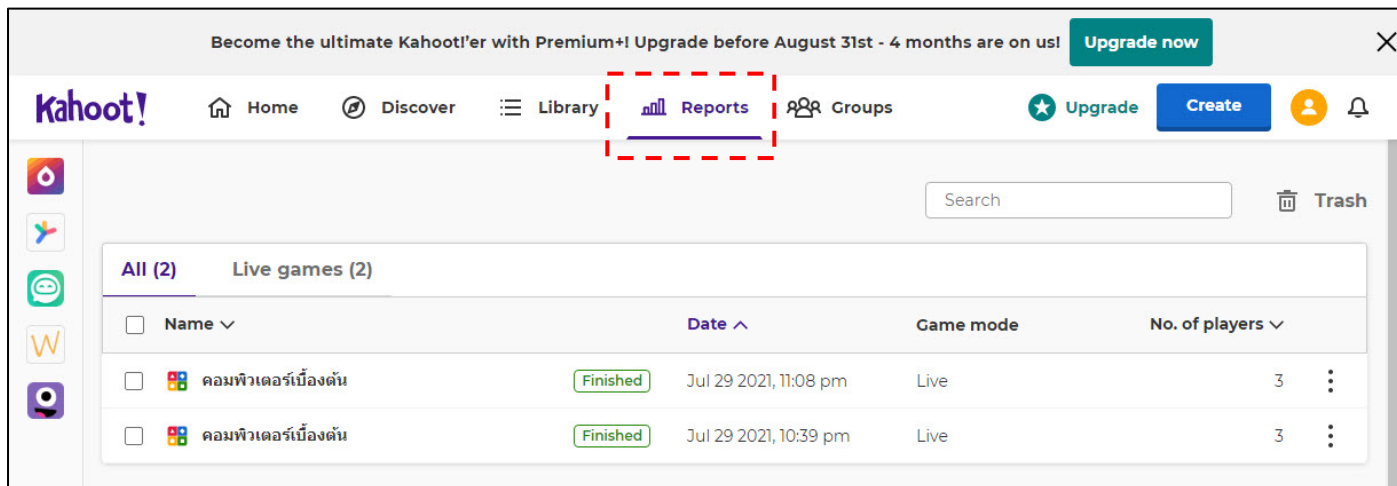 Become the ultimate Kahoot!'er with Premium+! Upgrade before August 31st - 4 months are on us! Upgrade now
Kahoot! Home Discover Library Reports Groups Upgrade Create
Search Trash
All (2) Live games (2)
Name Date Game mode No. of players
คอมพิวเตอร์เบื้องต้น Finished Jul 29 2021, 11:08 pm Live 3
คอมพิวเตอร์เบื้องต้น Finished Jul 29 2021, 10:39 pm Live 3